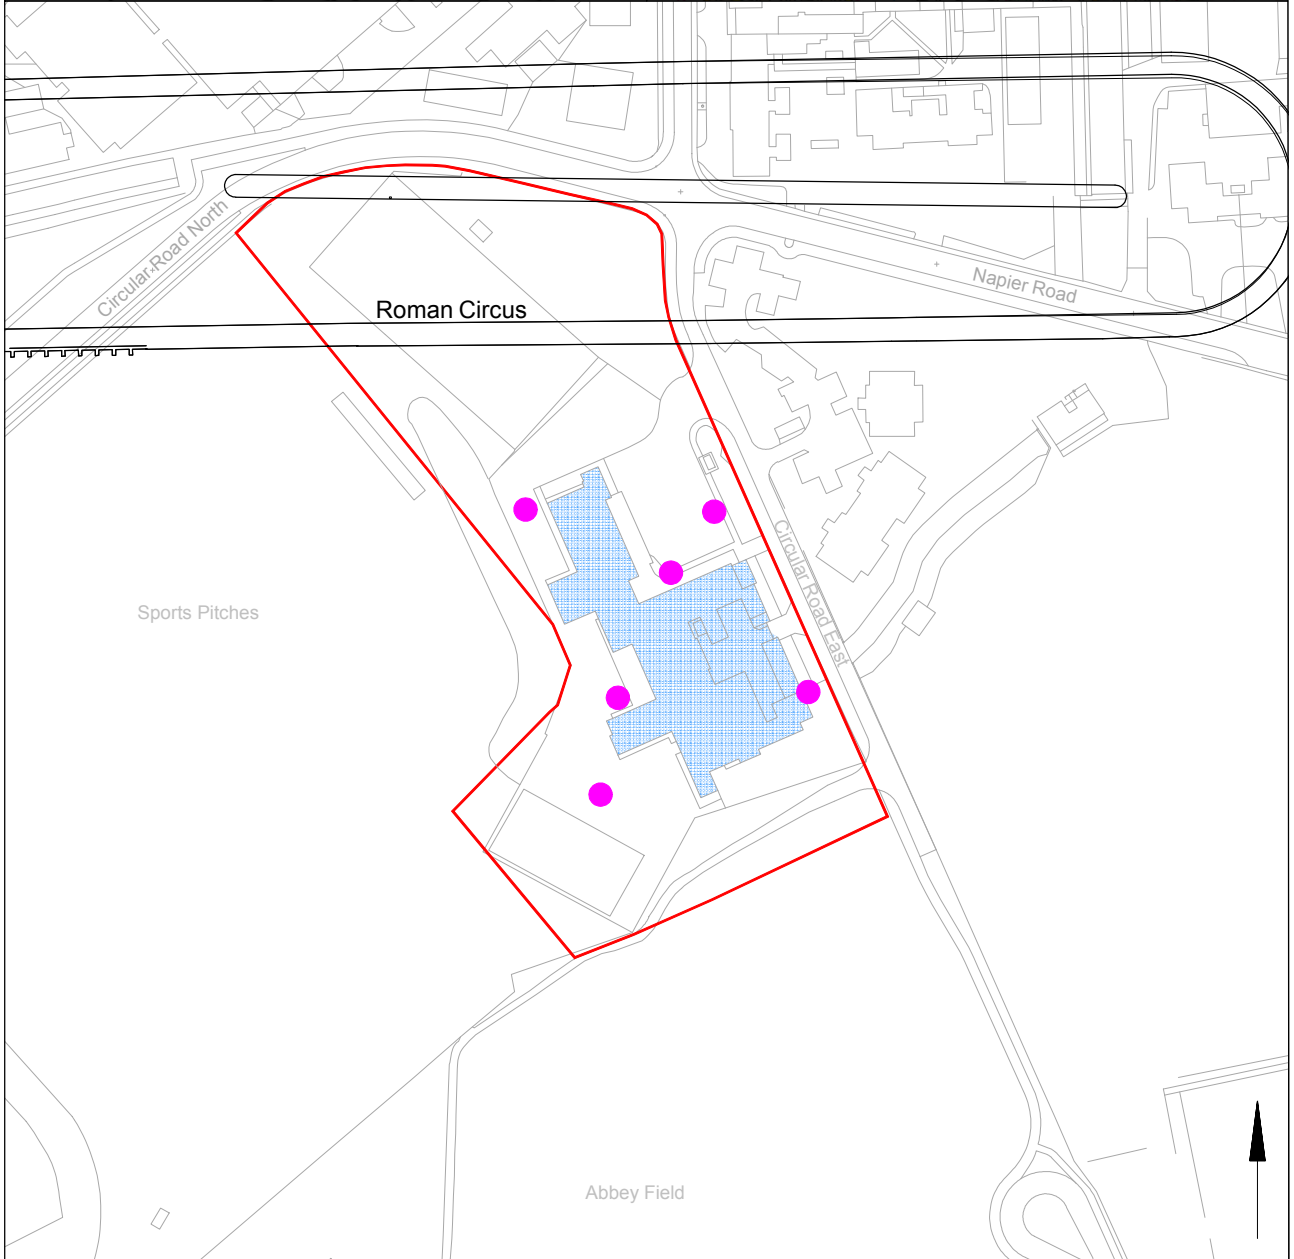 Circular Road North
Napier Road
Roman Circus
Circular Road East
Sports Pitches
Abbey Field